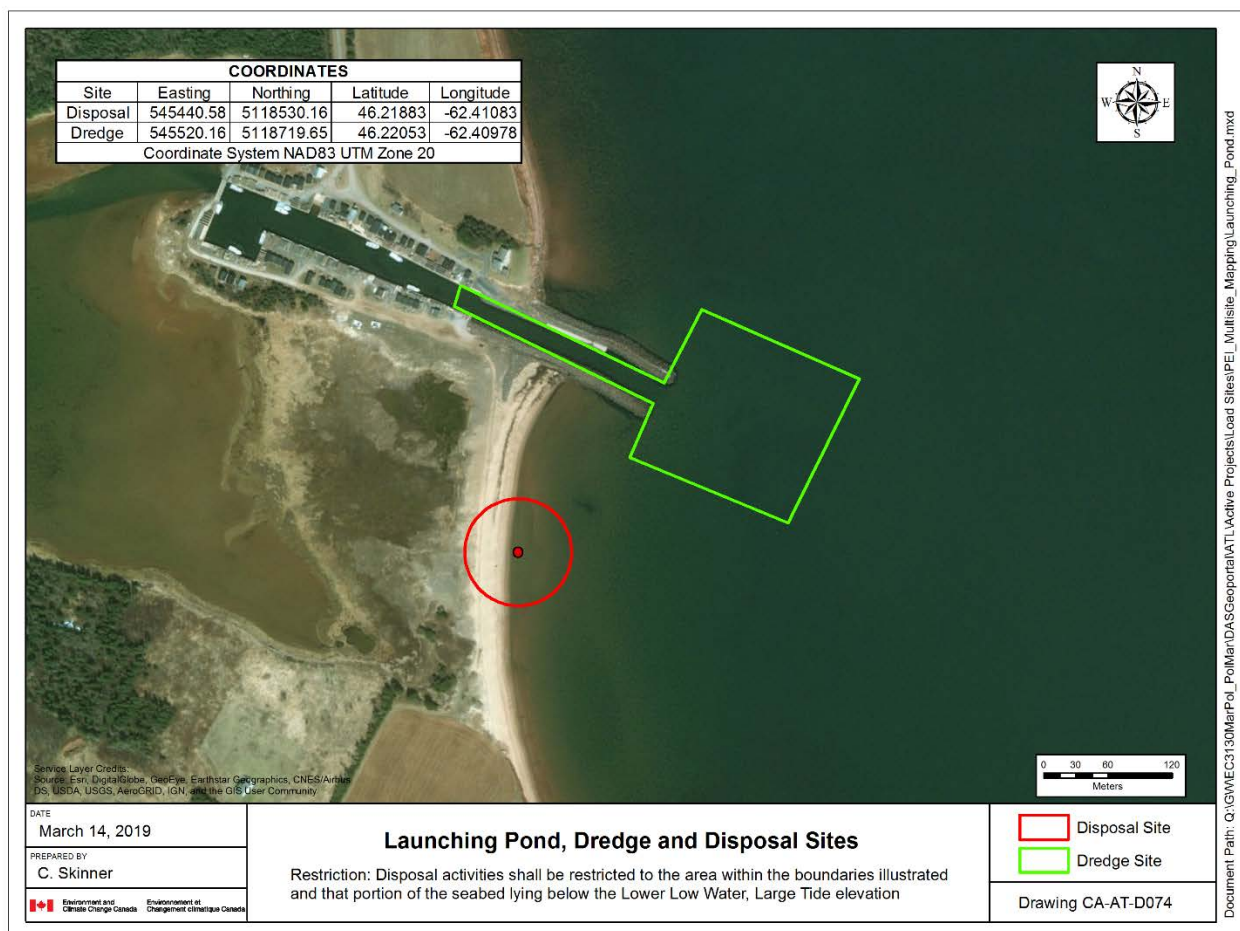 COORDINATES
Site Easting Northing Latitude Longitude
Disposal 545440.58 5118530.16 46.21883 -62.41083
Dredge 545520.16 5118719.65 46.22053 -62.40978
Coordinate System NAD83 UTM Zone 20
N
W E
S
Service Layer Credits:
Source: Esri, DigitalGlobe, GeoEye, Earthstar Geographics, CNES/Airbus
DS, USDA, USGS, AeroGRID, IGN, and the GIS User Community
0 30 60 120
Meters
DATE
March 14, 2019
PREPARED BY
C. Skinner
Environment and
Climate Change Canada
Environnement et
Changement climatique Canada
Launching Pond, Dredge and Disposal Sites
Restriction: Disposal activities shall be restricted to the area within the boundaries illustrated
and that portion of the seabed lying below the Lower Low Water, Large Tide elevation
Disposal Site
Dredge Site
Drawing CA-AT-D074
Document Path: Q:\GW\EC3130MarPol_PolMar\DASGeoportal\ATL\Active Projects\Load Sites\PEI_Multisite_Mapping\Launching_Pond.mxd